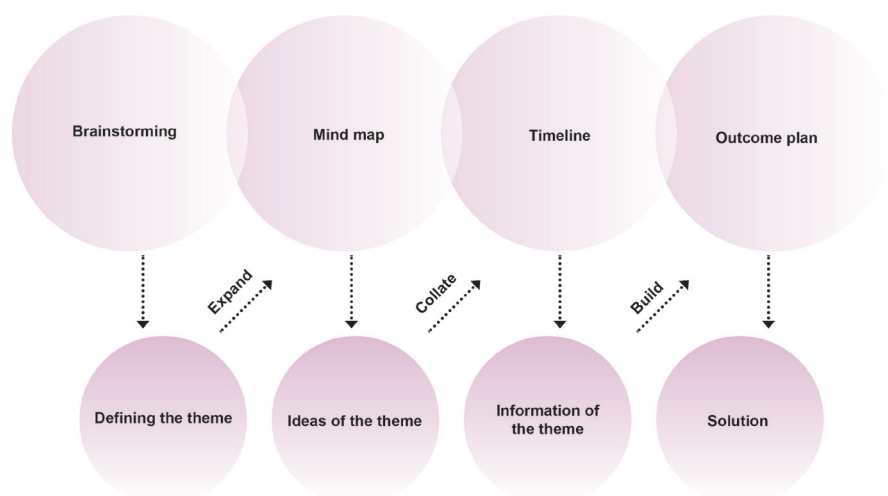 Brainstorming
Mind map
Timeline
Outcome plan
Expand
Collate
Build
Defining the theme
Ideas of the theme
Information of
the theme
Solution